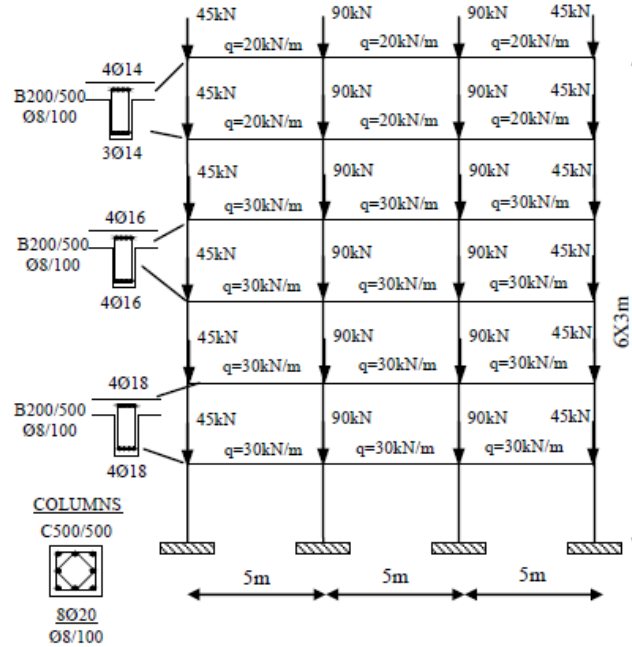 45kN 90kN 90kN 45kN
q=20kN/m q=20kN/m q=20kN/m
4Ø14
B200/500
Ø8/100
3Ø14
45kN 90kN 90kN 45kN
q=20kN/m q=20kN/m q=20kN/m
45kN 90kN 90kN 45kN
q=30kN/m q=30kN/m q=30kN/m
4Ø16
B200/500
Ø8/100
4Ø16
45kN 90kN 90kN 45kN
q=30kN/m q=30kN/m q=30kN/m
6X3m
45kN 90kN 90kN 45kN
q=30kN/m q=30kN/m q=30kN/m
4Ø18
B200/500
Ø8/100
4Ø18
45kN 90kN 90kN 45kN
q=30kN/m q=30kN/m q=30kN/m
COLUMNS
C500/500
8Ø20
Ø8/100
5m 5m 5m